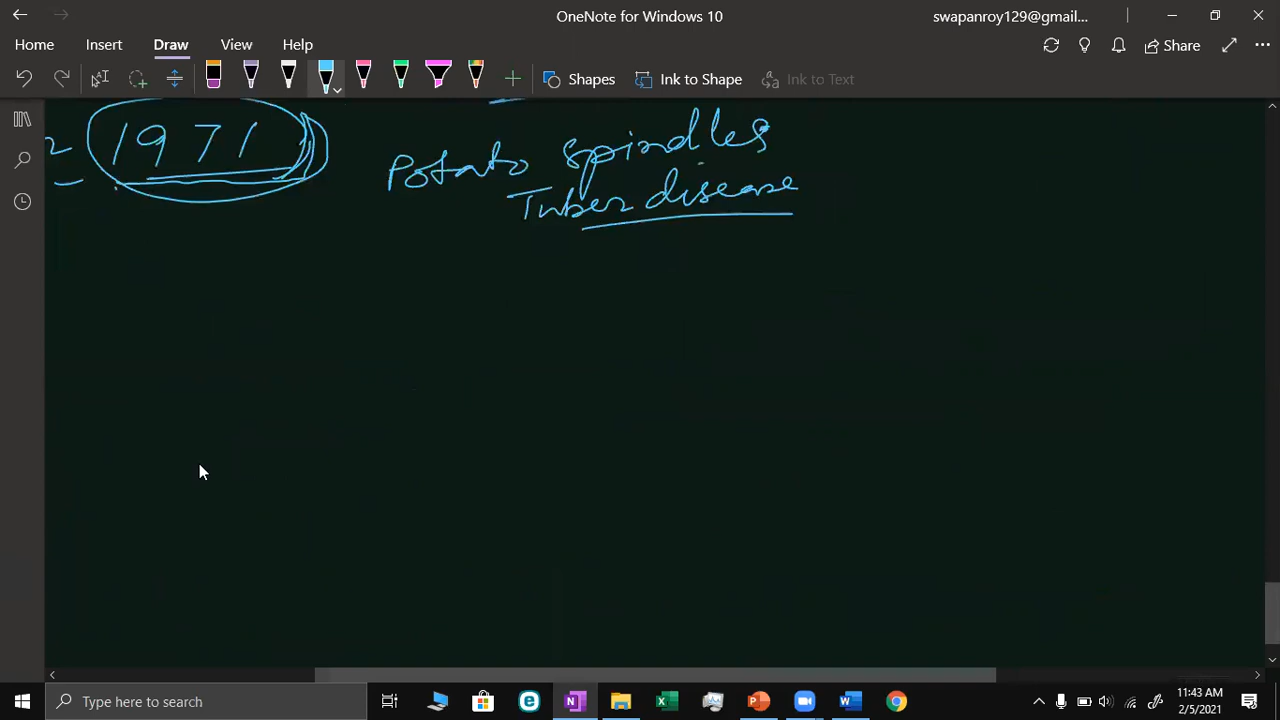 OneNote for Windows 10
swapanroy129@gmail...
Home Insert Draw View Help
Share
Shapes Ink to Shape Ink to Text
1971
Potato spindles
Tuber disease
Type here to search
1:43 AM
2/5/2021